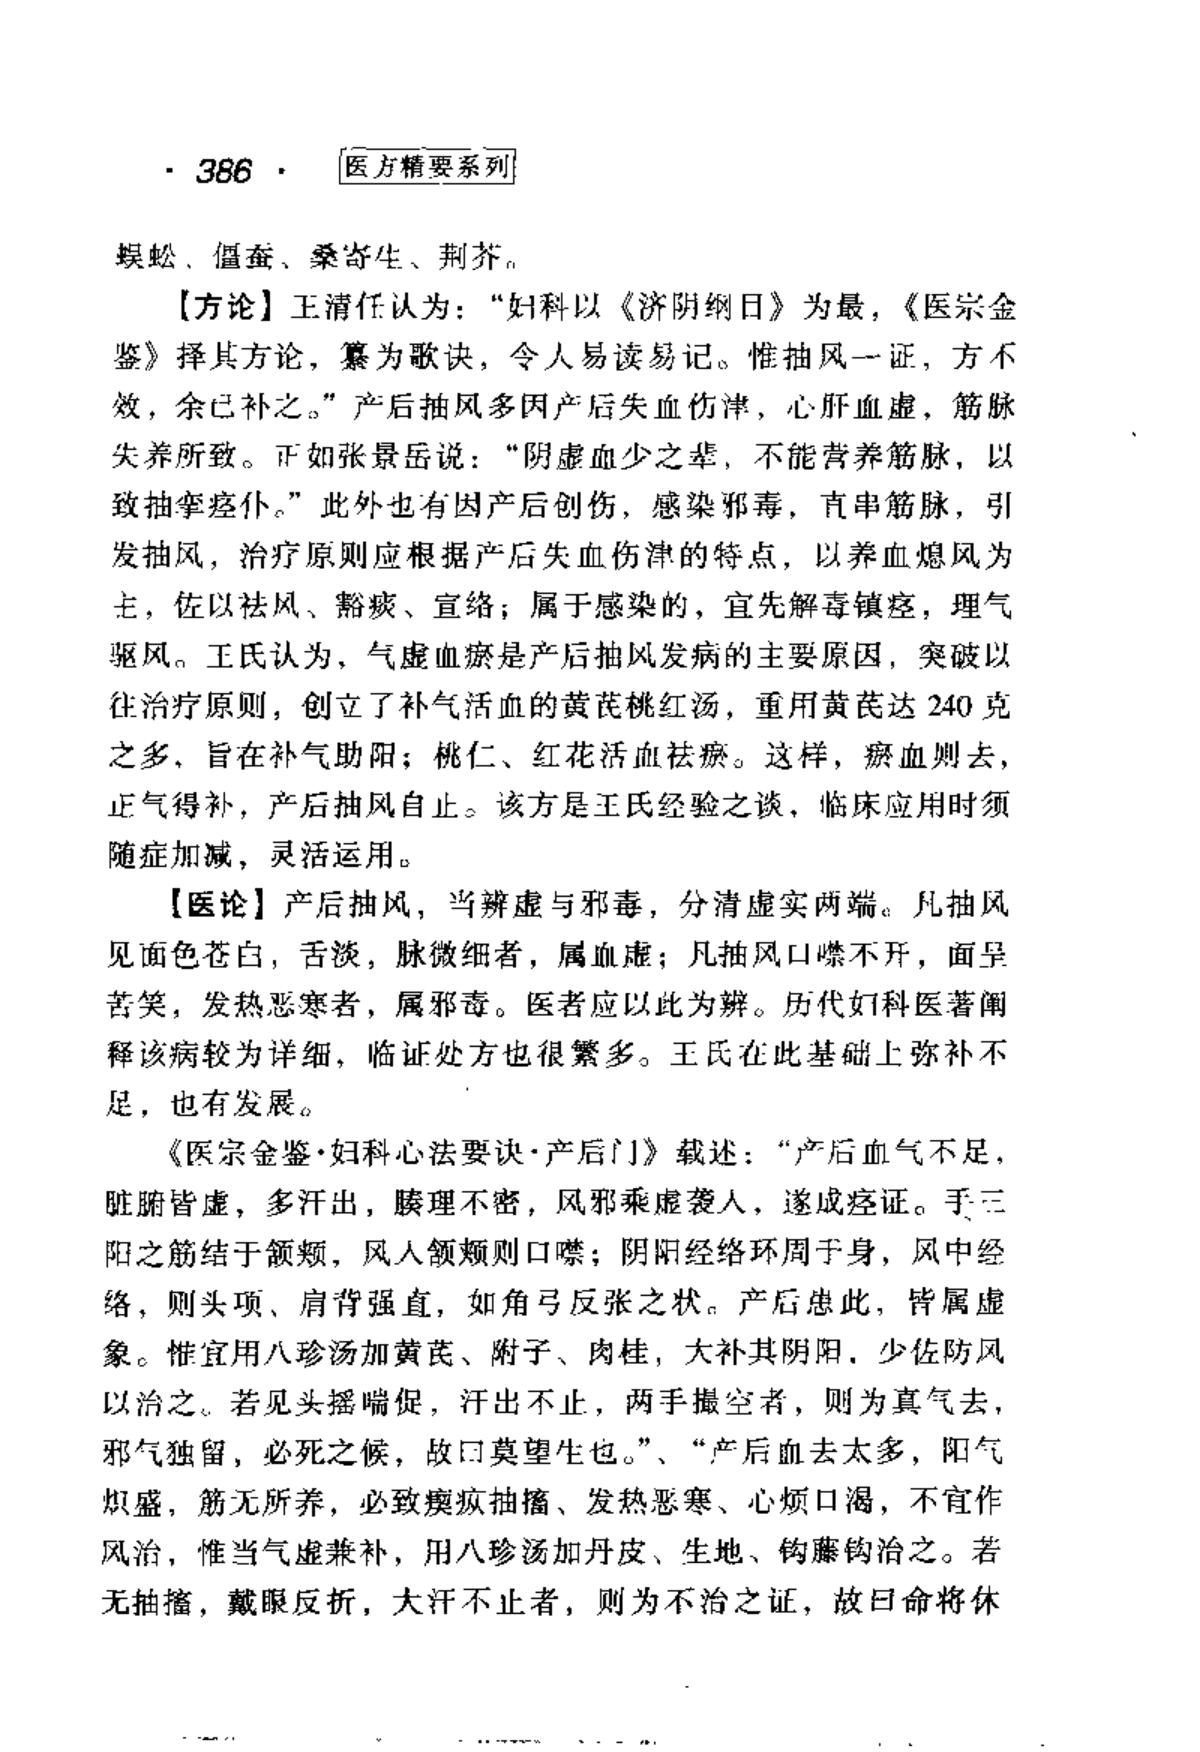 · 386 · 医方精要系列
蜈蚣、僵蚕、桑寄生、荆芥。
【方论】王清任认为：“妇科以《济阴纲目》为最，《医宗金
鉴》择其方论，纂为歌诀，令人易读易记。惟抽风一证，方不
效，余已补之。”产后抽风多因产后失血伤津，心肝血虚，筋脉
失养所致。正如张景岳说：“阴虚血少之辈，不能营养筋脉，以
致抽挛痉仆。”此外也有因产后创伤，感染邪毒，直串筋脉，引
发抽风，治疗原则应根据产后失血伤津的特点，以养血熄风为
主，佐以祛风、豁痰、宣络；属于感染的，宜先解毒镇痉，理气
驱风。王氏认为，气虚血瘀是产后抽风发病的主要原因，突破以
往治疗原则，创立了补气活血的黄芪桃红汤，重用黄芪达 240 克
之多，旨在补气助阳；桃仁、红花活血祛瘀。这样，瘀血则去，
正气得补，产后抽风自止。该方是王氏经验之谈，临床应用时须
随症加减，灵活运用。
【医论】产后抽风，当辨虚与邪毒，分清虚实两端。凡抽风
见面色苍白，舌淡，脉微细者，属血虚；凡抽风口噤不开，面呈
苦笑，发热恶寒者，属邪毒。医者应以此为辨。历代妇科医著阐
释该病较为详细，临证处方也很繁多。王氏在此基础上弥补不
足，也有发展。
《医宗金鉴·妇科心法要诀·产后门》载述：“产后血气不足，
脏腑皆虚，多汗出，腠理不密，风邪乘虚袭人，遂成痉证。手三
阳之筋结于颔颊，风入颔颊则口噤；阴阳经络环周于身，风中经
络，则头项、肩背强直，如角弓反张之状。产后患此，皆属虚
象。惟宜用八珍汤加黄芪、附子、肉桂，大补其阴阳，少佐防风
以治之。若见头摇喘促，汗出不止，两手撮空者，则为真气去，
邪气独留，必死之候，故曰莫望生也。”、“产后血去太多，阳气
炽盛，筋无所养，必致瘈疭抽搐、发热恶寒、心烦口渴，不宜作
风治，惟当气虚兼补，用八珍汤加丹皮、生地、钩藤钩治之。若
无抽搐，戴眼反折，大汗不止者，则为不治之证，故曰命将休